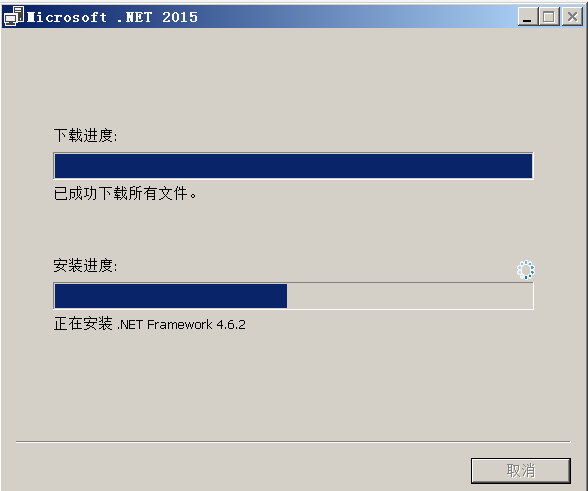 Microsoft .NET 2015
下载进度:
已成功下载所有文件。
安装进度:
正在安装 .NET Framework 4.6.2
取消